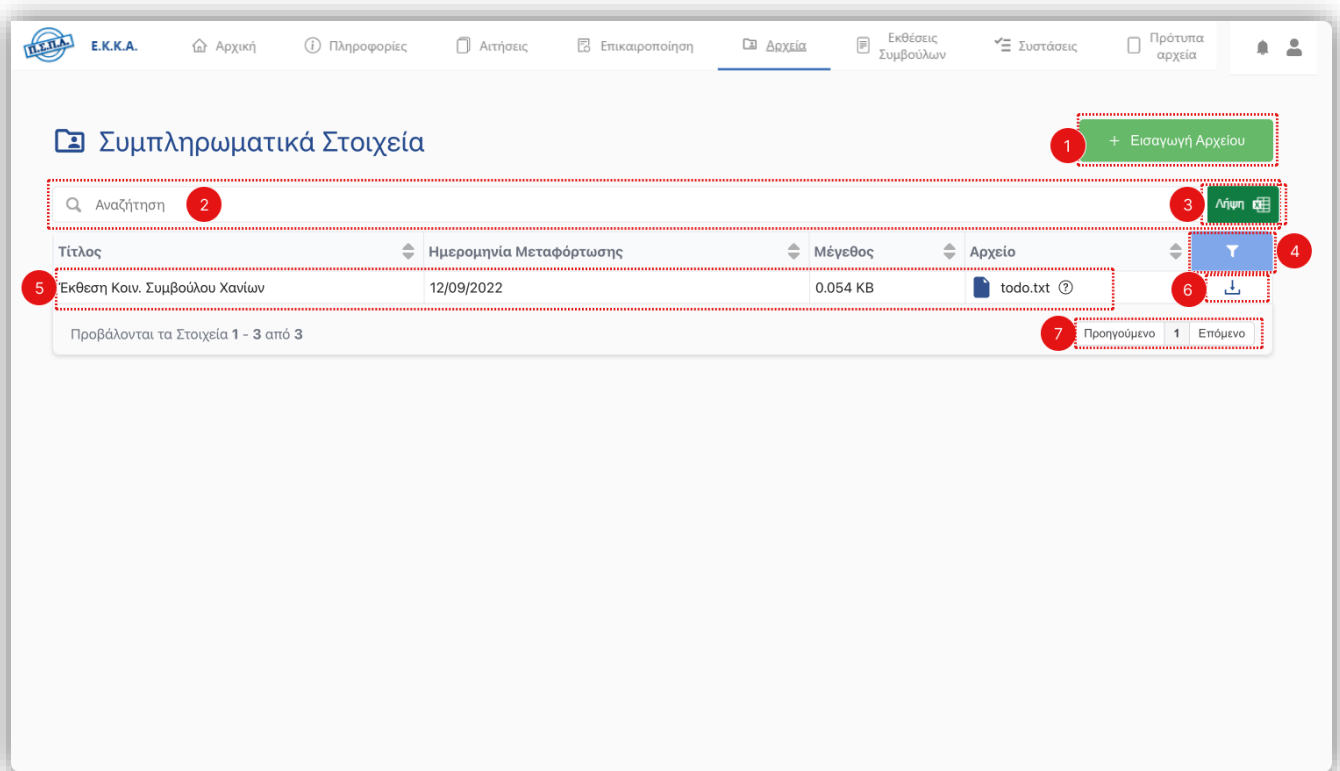 Π.Ε.Π.Α. Ε.Κ.Κ.Α. Αρχική Πληροφορίες Αιτήσεις Επικαιροποίηση Αρχεία Εκθέσεις Συμβούλων Συστάσεις Πρότυπα αρχεία
Συμπληρωματικά Στοιχεία
1 + Εισαγωγή Αρχείου
Αναζήτηση 2 3 Λήψη
Τίτλος Ημερομηνία Μεταφόρτωσης Μέγεθος Αρχείο 4
5 Έκθεση Κοιν. Συμβούλου Χανίων 12/09/2022 0.054 KB todo.txt ? 6
Προβάλονται τα Στοιχεία 1 - 3 από 3 7 Προηγούμενο 1 Επόμενο